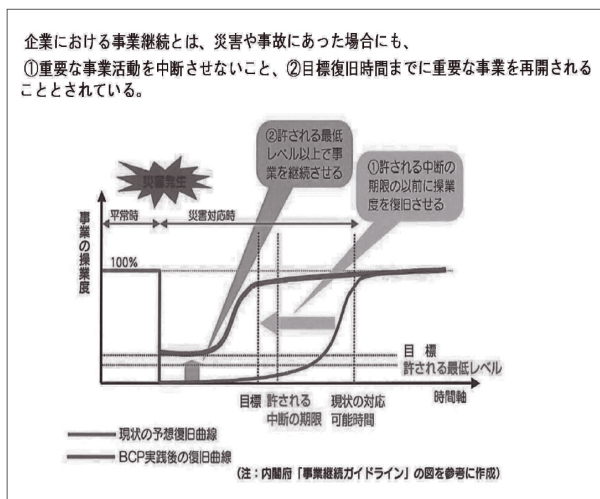 企業における事業継続とは、災害や事故にあった場合にも、
①重要な事業活動を中断させないこと、②目標復旧時間までに重要な事業を再開される
こととされている。
②許される最低
レベル以上で事
業を継続させる
①許される中断の
期限の以前に操業
度を復旧させる
災害発生
平常時
災害対応時
事業の操業度
100%
目 標
許される最低レベル
時間軸
目標
許される
中断の期限
現状の対応
可能時間
現状の予想復旧曲線
BCP実践後の復旧曲線
(注:内閣府「事業継続ガイドライン」の図を参考に作成)